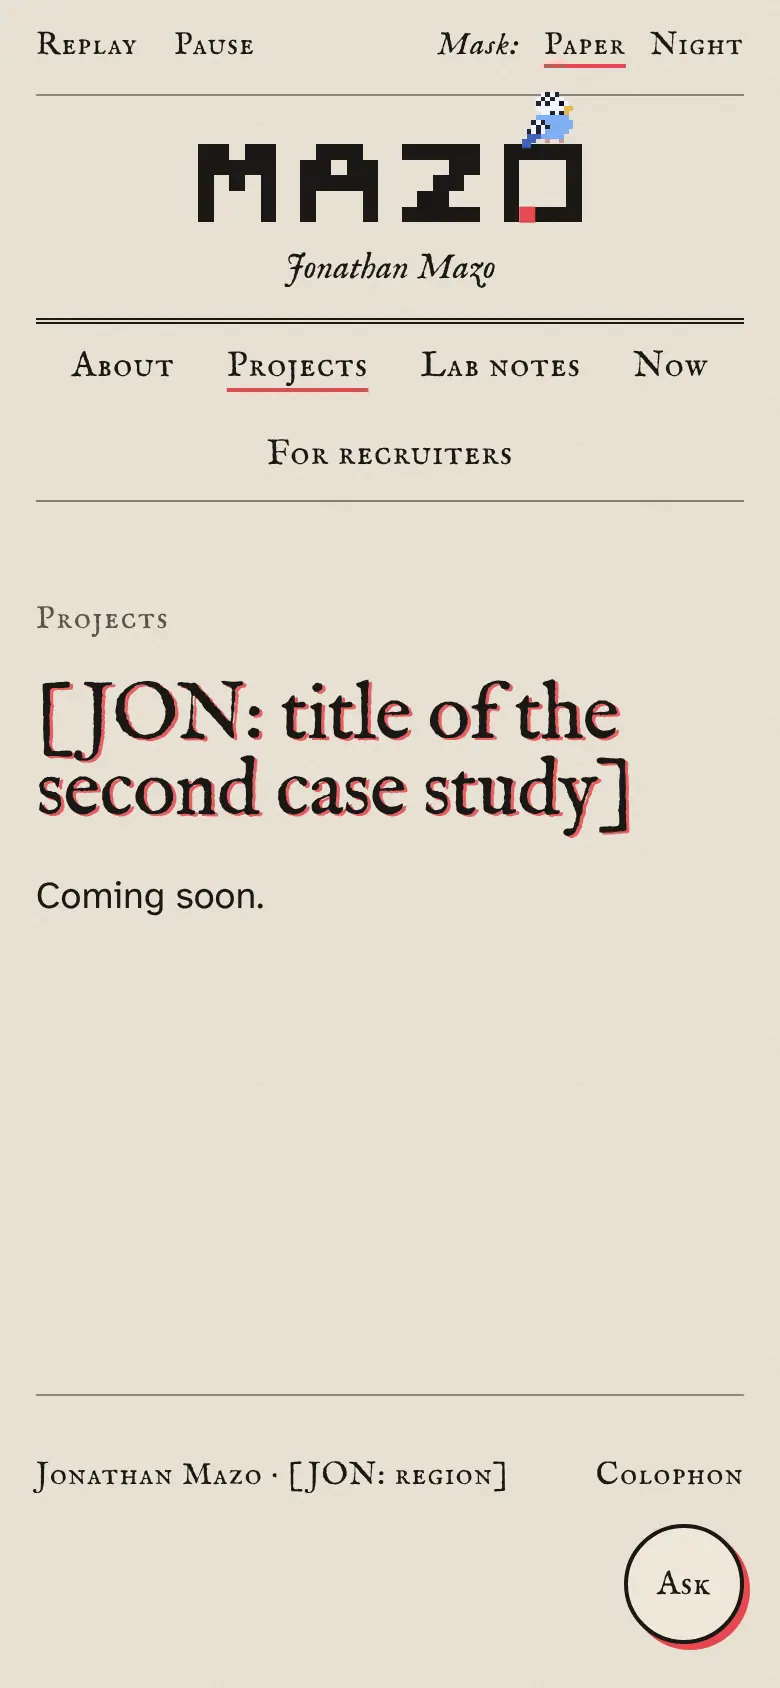 Replay Pause Mask: Paper Night
MAZO
Jonathan Mazo
About Projects Lab notes Now
For recruiters
Projects
[JON: title of the
second case study]
Coming soon.
Jonathan Mazo · [JON: region] Colophon
Ask